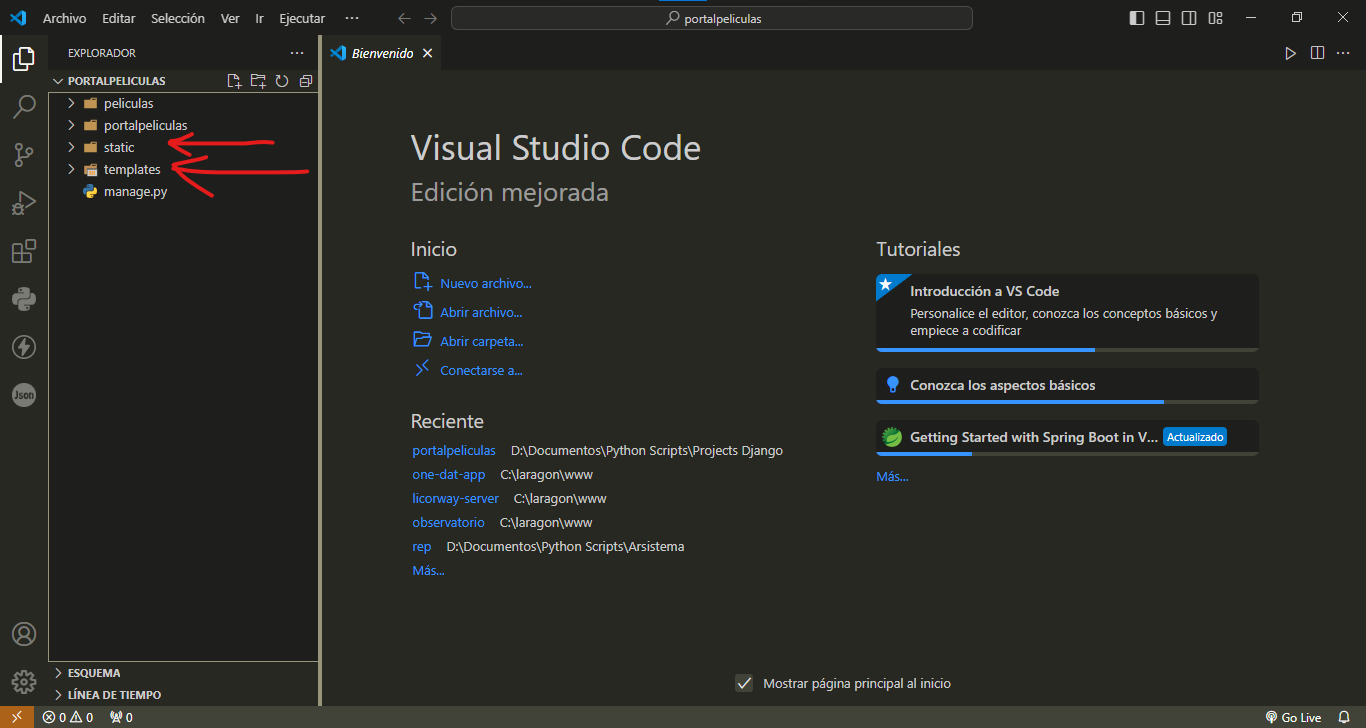 Archivo Editar Selección Ver Ir Ejecutar ··· portalpeliculas
EXPLORADOR ···
Bienvenido
PORTALPELICULAS
peliculas
portalpeliculas
static
templates
manage.py
Visual Studio Code
Edición mejorada
Inicio
Nuevo archivo...
Abrir archivo...
Abrir carpeta...
Conectarse a...
Reciente
portalpeliculas D:\Documentos\Python Scripts\Projects Django
one-dat-app C:\laragon\www
licorway-server C:\laragon\www
observatorio C:\laragon\www
rep D:\Documentos\Python Scripts\Arsistema
Más...
Tutoriales
Introducción a VS Code
Personalice el editor, conozca los conceptos básicos y
empiece a codificar
Conozca los aspectos básicos
Getting Started with Spring Boot in V... Actualizado
Más...
Mostrar página principal al inicio
Json
ESQUEMA
LÍNEA DE TIEMPO
0 0 0 Go Live